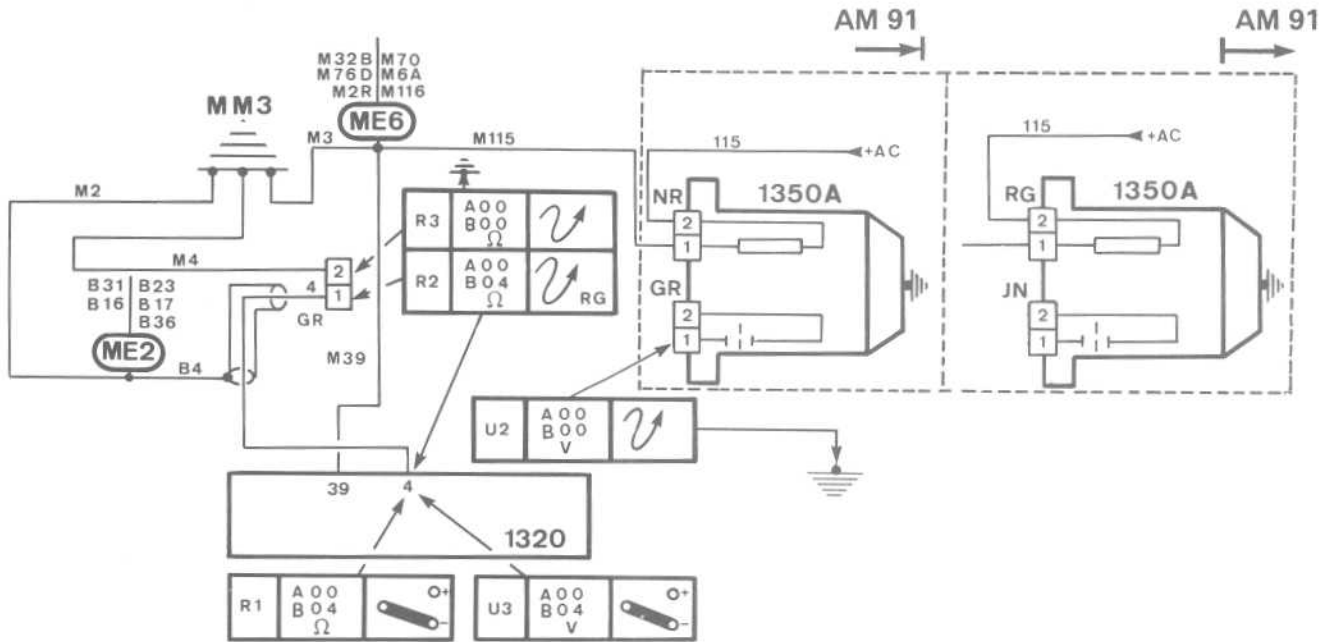 AM 91
AM 91
M32B M70
M76D M6A
M2R M116
MM3
ME6
M3
M115
115
+AC
115
+AC
M2
NR
1350A
RG
1350A
R3
A00
B00
Ω
2
1
2
1
M4
2
4
1
GR
R2
A00
B04
Ω
RG
B31 B23
B16 B17
B36
GR
JN
2
1
2
1
ME2
B4
M39
U2
A00
B00
V
39
4
1320
R1
A00
B04
Ω
O+
O-
U3
A00
B04
V
O+
O-